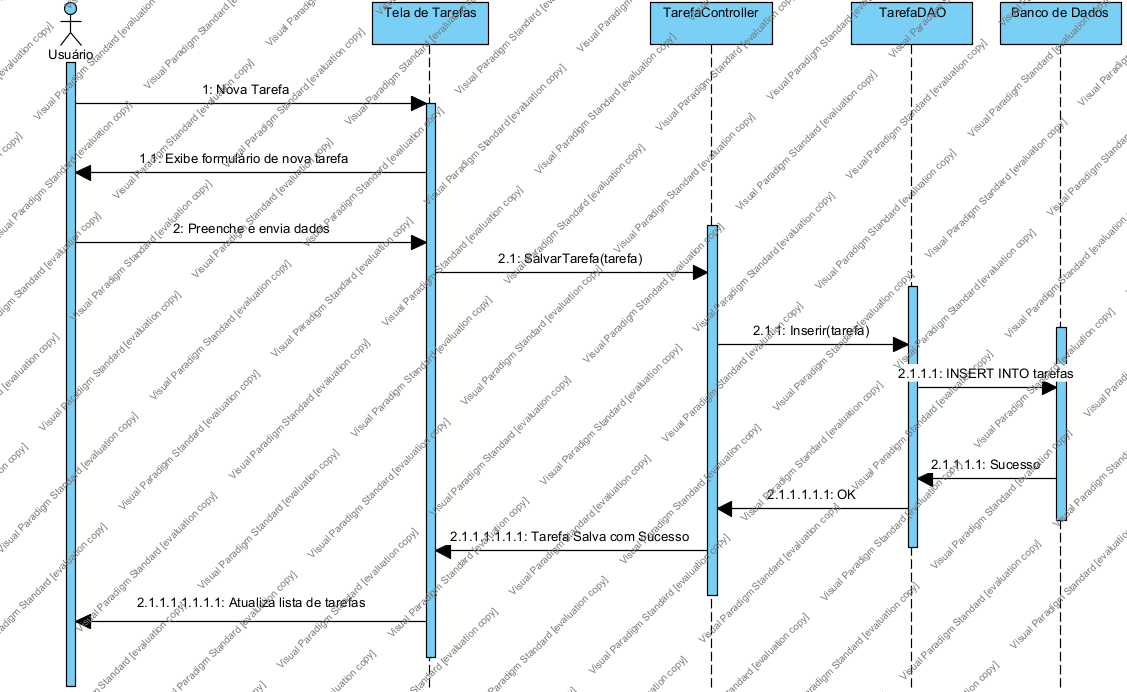 Usuário
Tela de Tarefas
TarefaController
TarefaDAO
Banco de Dados
1: Nova Tarefa
1.1: Exibe formulário de nova tarefa
2: Preenche e envia dados
2.1: SalvarTarefa(tarefa)
2.1.1: Inserir(tarefa)
2.1.1.1: INSERT INTO tarefas
2.1.1.1.1: Sucesso
2.1.1.1.1.1: OK
2.1.1.1.1.1.1: Tarefa Salva com Sucesso
2.1.1.1.1.1.1.1: Atualiza lista de tarefas
Visual Paradigm Standard [evaluation copy]